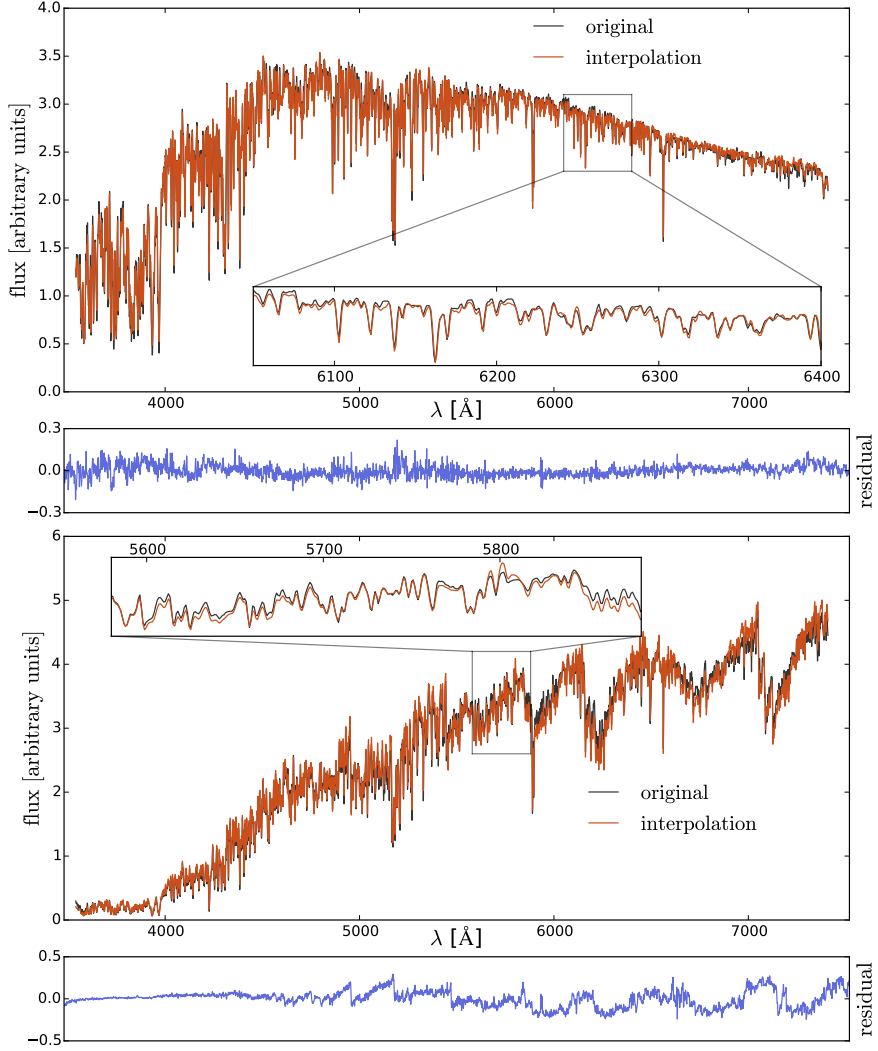 4.0
3.5
3.0
2.5
2.0
1.5
1.0
0.5
0.0
flux [arbitrary units]
original
interpolation
6100 6200 6300 6400
4000 5000 6000 7000
λ [Å]
0.3
0.0
−0.3
residual
6
5
4
3
2
1
0
flux [arbitrary units]
5600 5700 5800
original
interpolation
4000 5000 6000 7000
λ [Å]
0.5
0.0
−0.5
residual